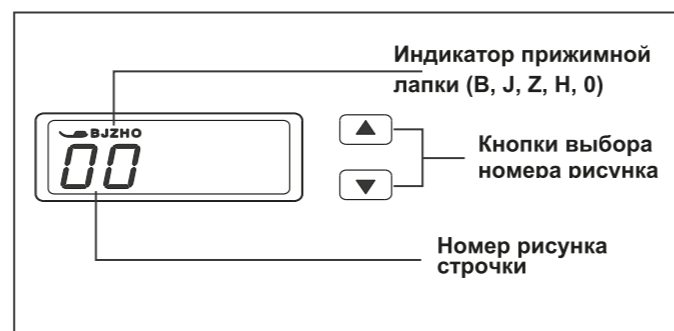 Индикатор прижимной
лапки (B, J, Z, H, 0)
BJZHO
00
Кнопки выбора
номера рисунка
Номер рисунка
строчки